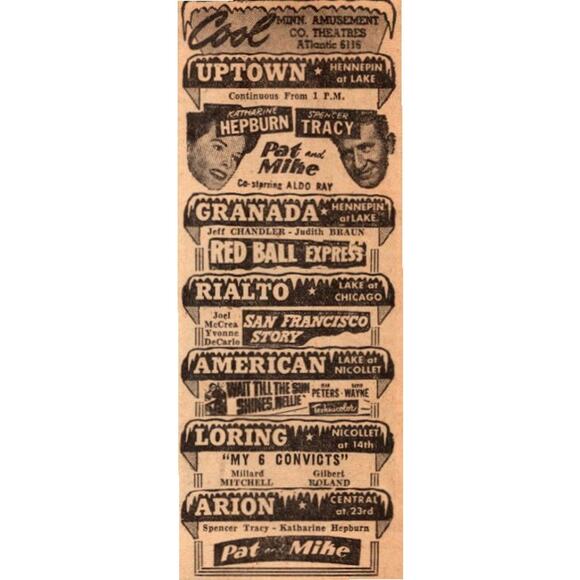 Cool MINN. AMUSEMENT
CO. THEATRES
ATlantic 6116
UPTOWN ★ HENNEPIN
at LAKE
Continuous From 1 P.M.
KATHARINE SPENCER
HEPBURN TRACY
Pat and
Mike
Co-starring ALDO RAY
GRANADA ★ HENNEPIN
at LAKE
Jeff CHANDLER - Judith BRAUN
RED BALL EXPRESS
RIALTO ★ LAKE at
CHICAGO
Joel
McCrea
Yvonne
DeCarlo
SAN FRANCISCO
STORY
AMERICAN LAKE at
NICOLLET
WAIT TILL THE SUN
SHINES, NELLIE
JEAN DAVID
PETERS - WAYNE
Technicolor
LORING ★ NICOLLET
at 14th
"MY 6 CONVICTS"
Millard Gilbert
MITCHELL ROLAND
ARION ★ CENTRAL
at 23rd
Spencer Tracy - Katharine Hepburn
Pat and Mike